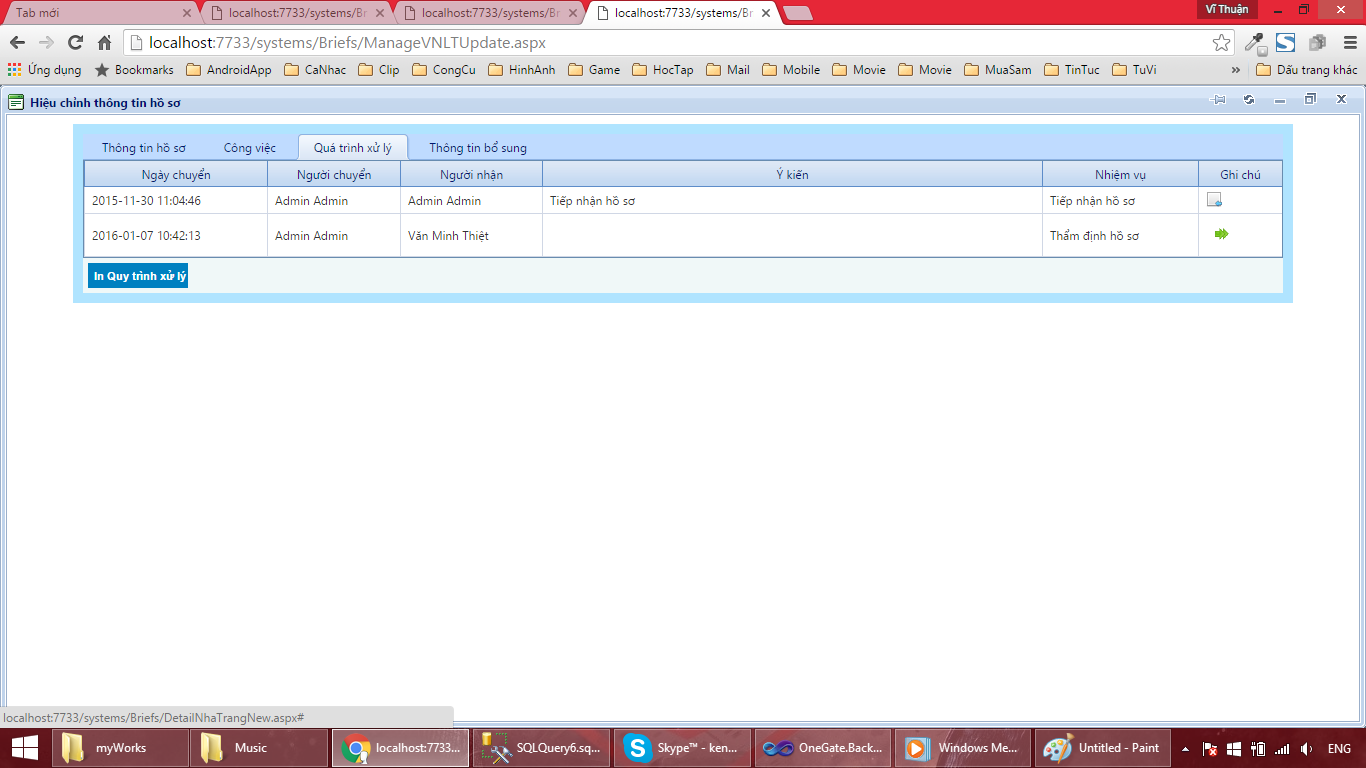 Tab mới localhost:7733/systems/Br localhost:7733/systems/Br localhost:7733/systems/Br Vĩ Thuận
localhost:7733/systems/Briefs/ManageVNLTUpdate.aspx
Ứng dụng Bookmarks AndroidApp CaNhac Clip CongCu HinhAnh Game HocTap Mail Mobile Movie Movie MuaSam TinTuc TuVi » Dấu trang khác
Hiệu chỉnh thông tin hồ sơ
Thông tin hồ sơ Công việc Quá trình xử lý Thông tin bổ sung
Ngày chuyển Người chuyển Người nhận Ý kiến Nhiệm vụ Ghi chú
2015-11-30 11:04:46 Admin Admin Admin Admin Tiếp nhận hồ sơ Tiếp nhận hồ sơ
2016-01-07 10:42:13 Admin Admin Văn Minh Thiệt Thẩm định hồ sơ
In Quy trình xử lý
localhost:7733/systems/Briefs/DetailNhaTrangNew.aspx#
myWorks Music localhost:7733... SQLQuery6.sq... Skype™ - ken... OneGate.Back... Windows Me... Untitled - Paint ENG